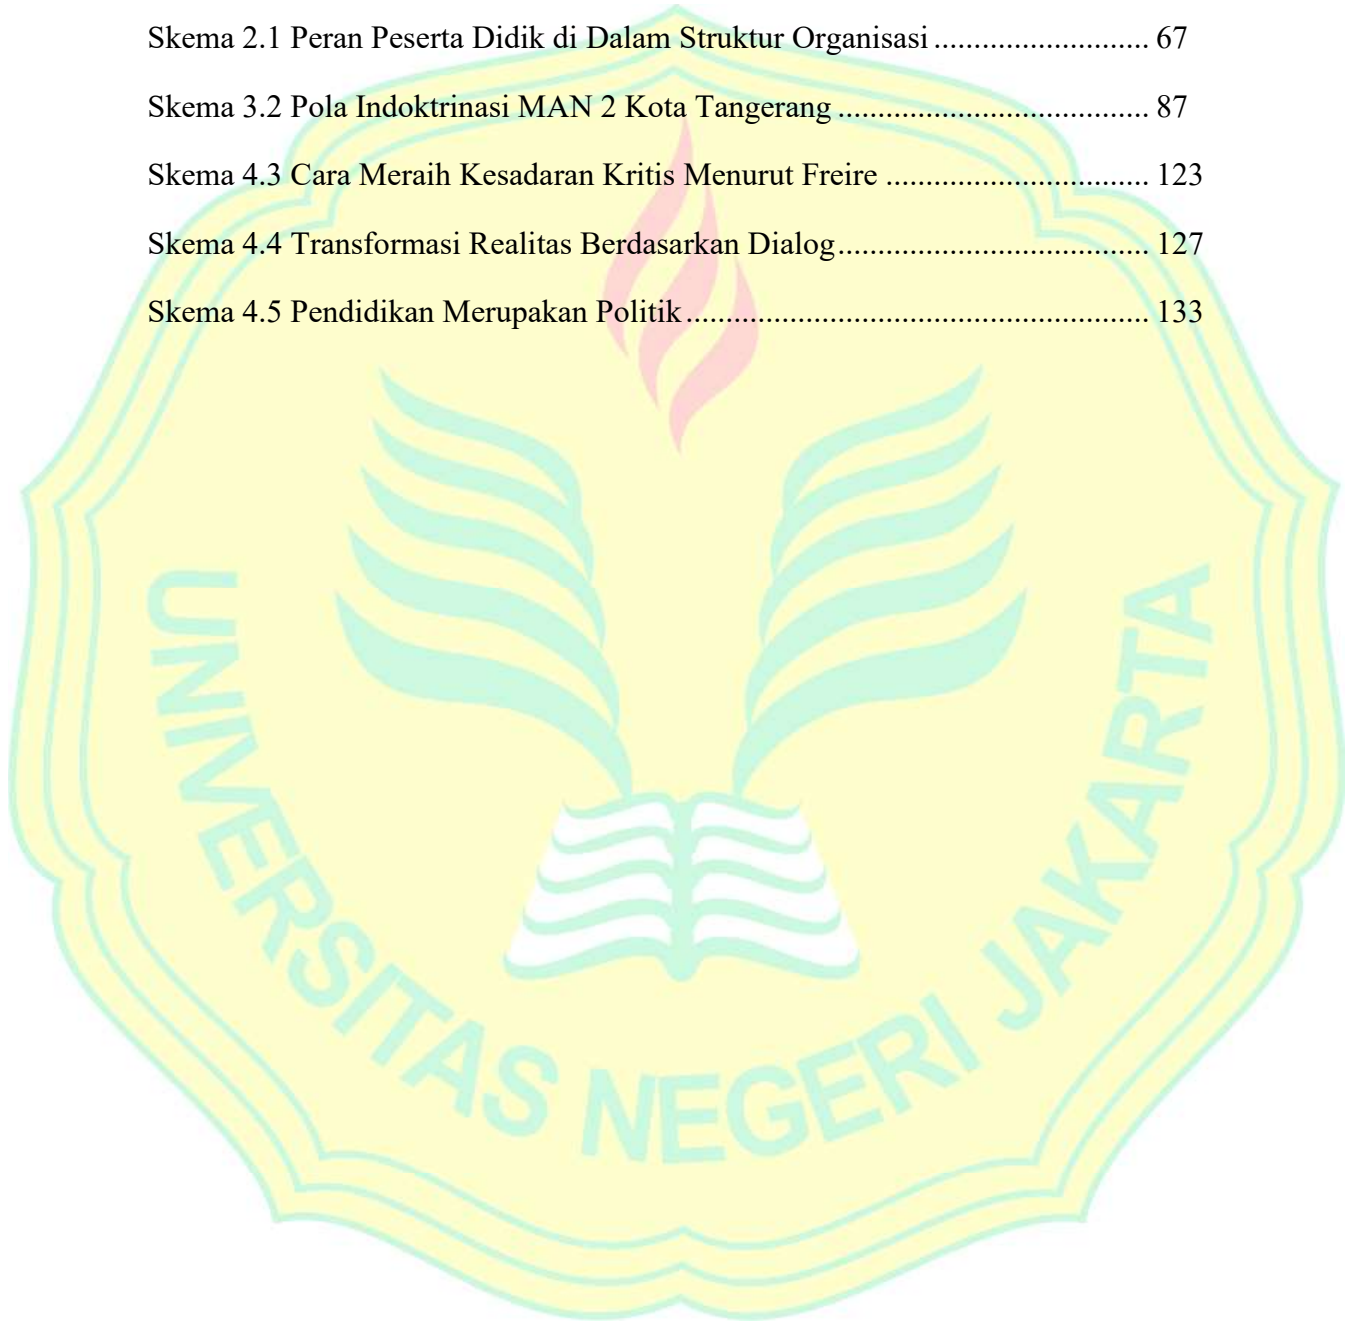 Skema 2.1 Peran Peserta Didik di Dalam Struktur Organisasi ......................... 67
Skema 3.2 Pola Indoktrinasi MAN 2 Kota Tangerang .................................... 87
Skema 4.3 Cara Meraih Kesadaran Kritis Menurut Freire .............................. 123
Skema 4.4 Transformasi Realitas Berdasarkan Dialog.................................... 127
Skema 4.5 Pendidikan Merupakan Politik ...................................................... 133
UNIVERSITAS NEGERI JAKARTA